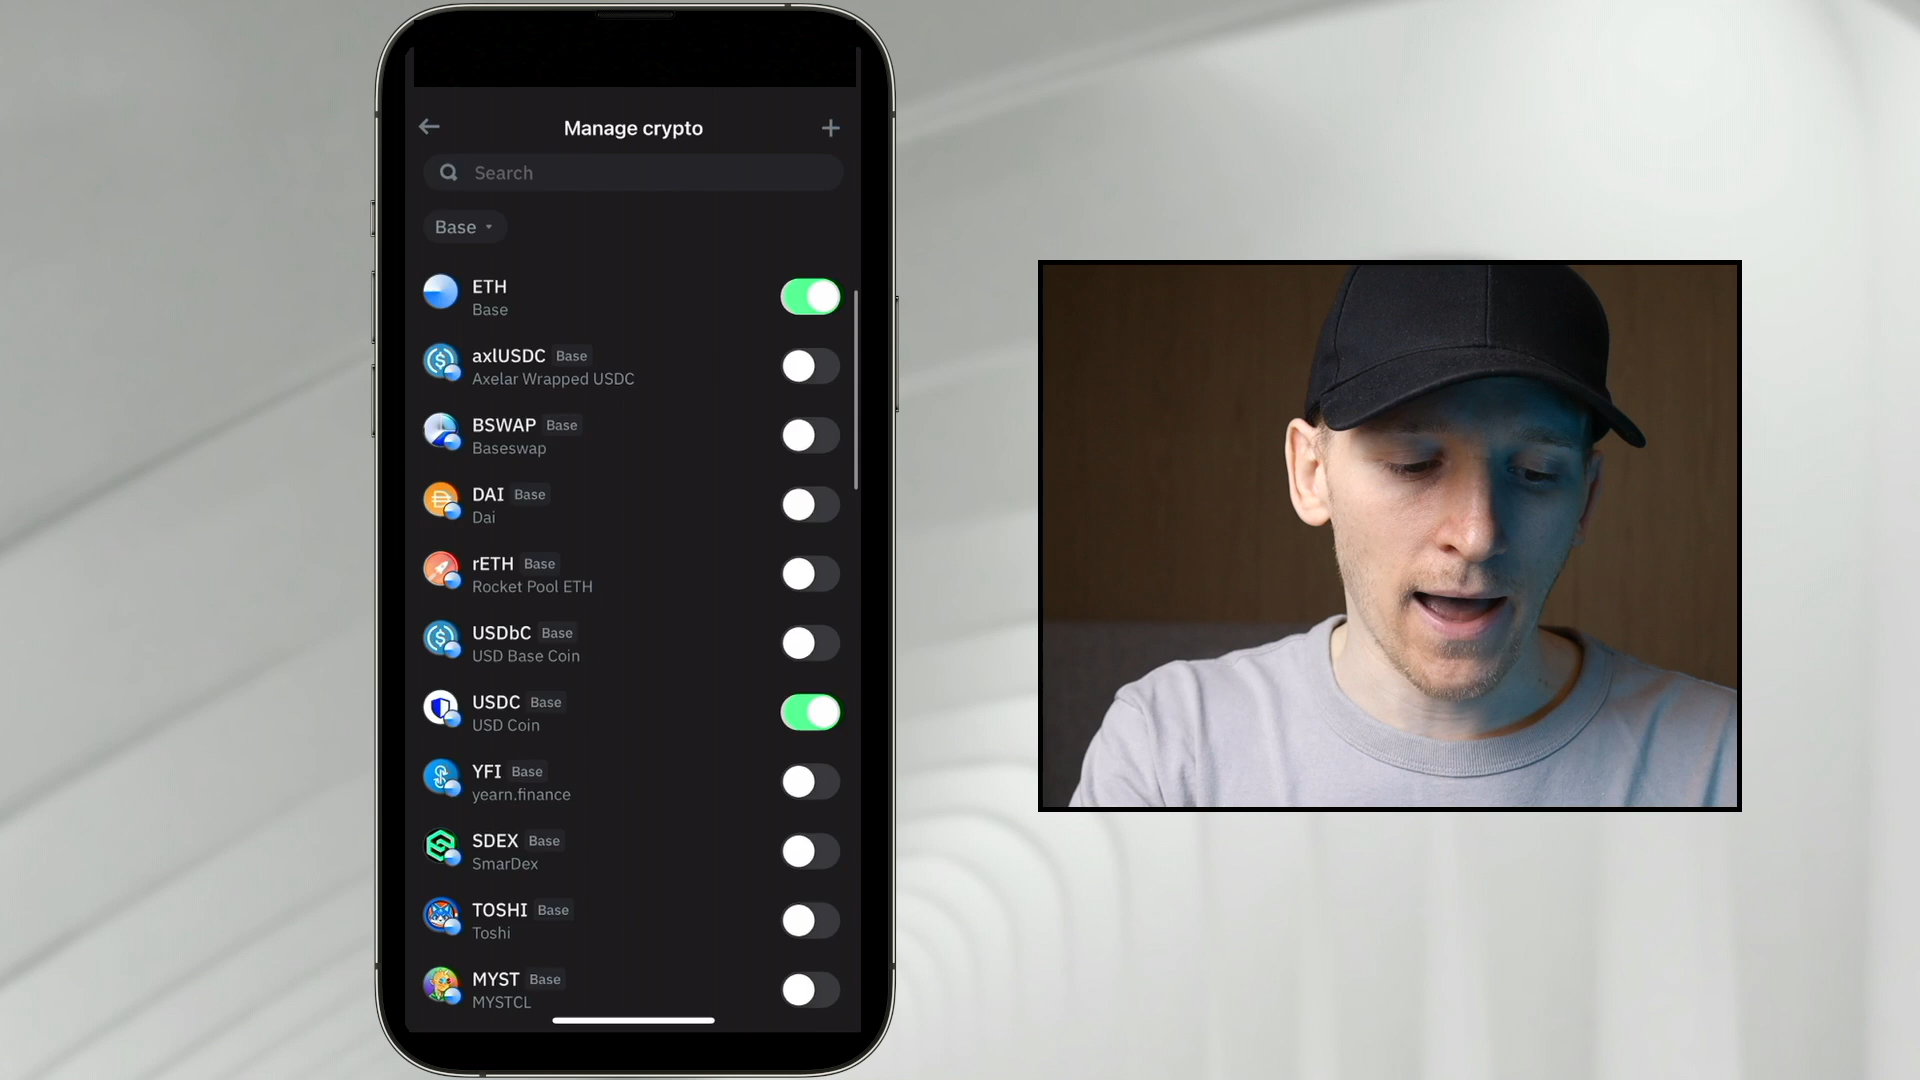 Manage crypto
Search
Base
ETH
Base
axlUSDC Base
Axelar Wrapped USDC
BSWAP Base
Baseswap
DAI Base
Dai
rETH Base
Rocket Pool ETH
USDbC Base
USD Base Coin
USDC Base
USD Coin
YFI Base
yearn.finance
SDEX Base
SmarDex
TOSHI Base
Toshi
MYST Base
MYSTCL